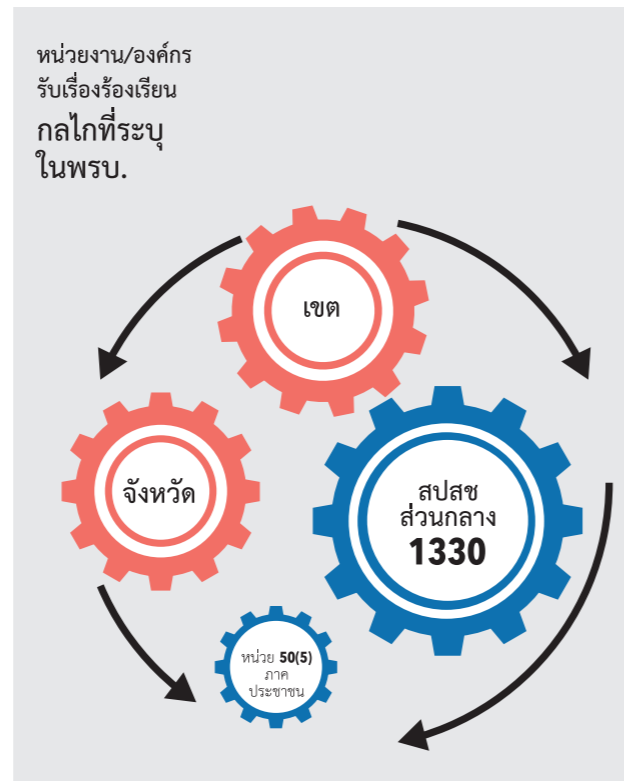 หน่วยงาน/องค์กร
รับเรื่องร้องเรียน
กลไกที่ระบุ
ในพรบ.
เขต
จังหวัด
สปสช
ส่วนกลาง
1330
หน่วย 50(5)
ภาค
ประชาชน